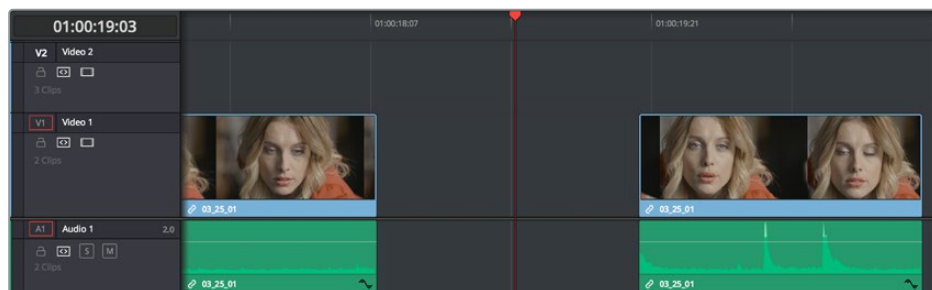 01:00:19:03
01:00:18:07
01:00:19:21
V2 Video 2
3 Clips
V1 Video 1
2 Clips
03_25_01
03_25_01
A1 Audio 1 2.0
S M
2 Clips
03_25_01
03_25_01